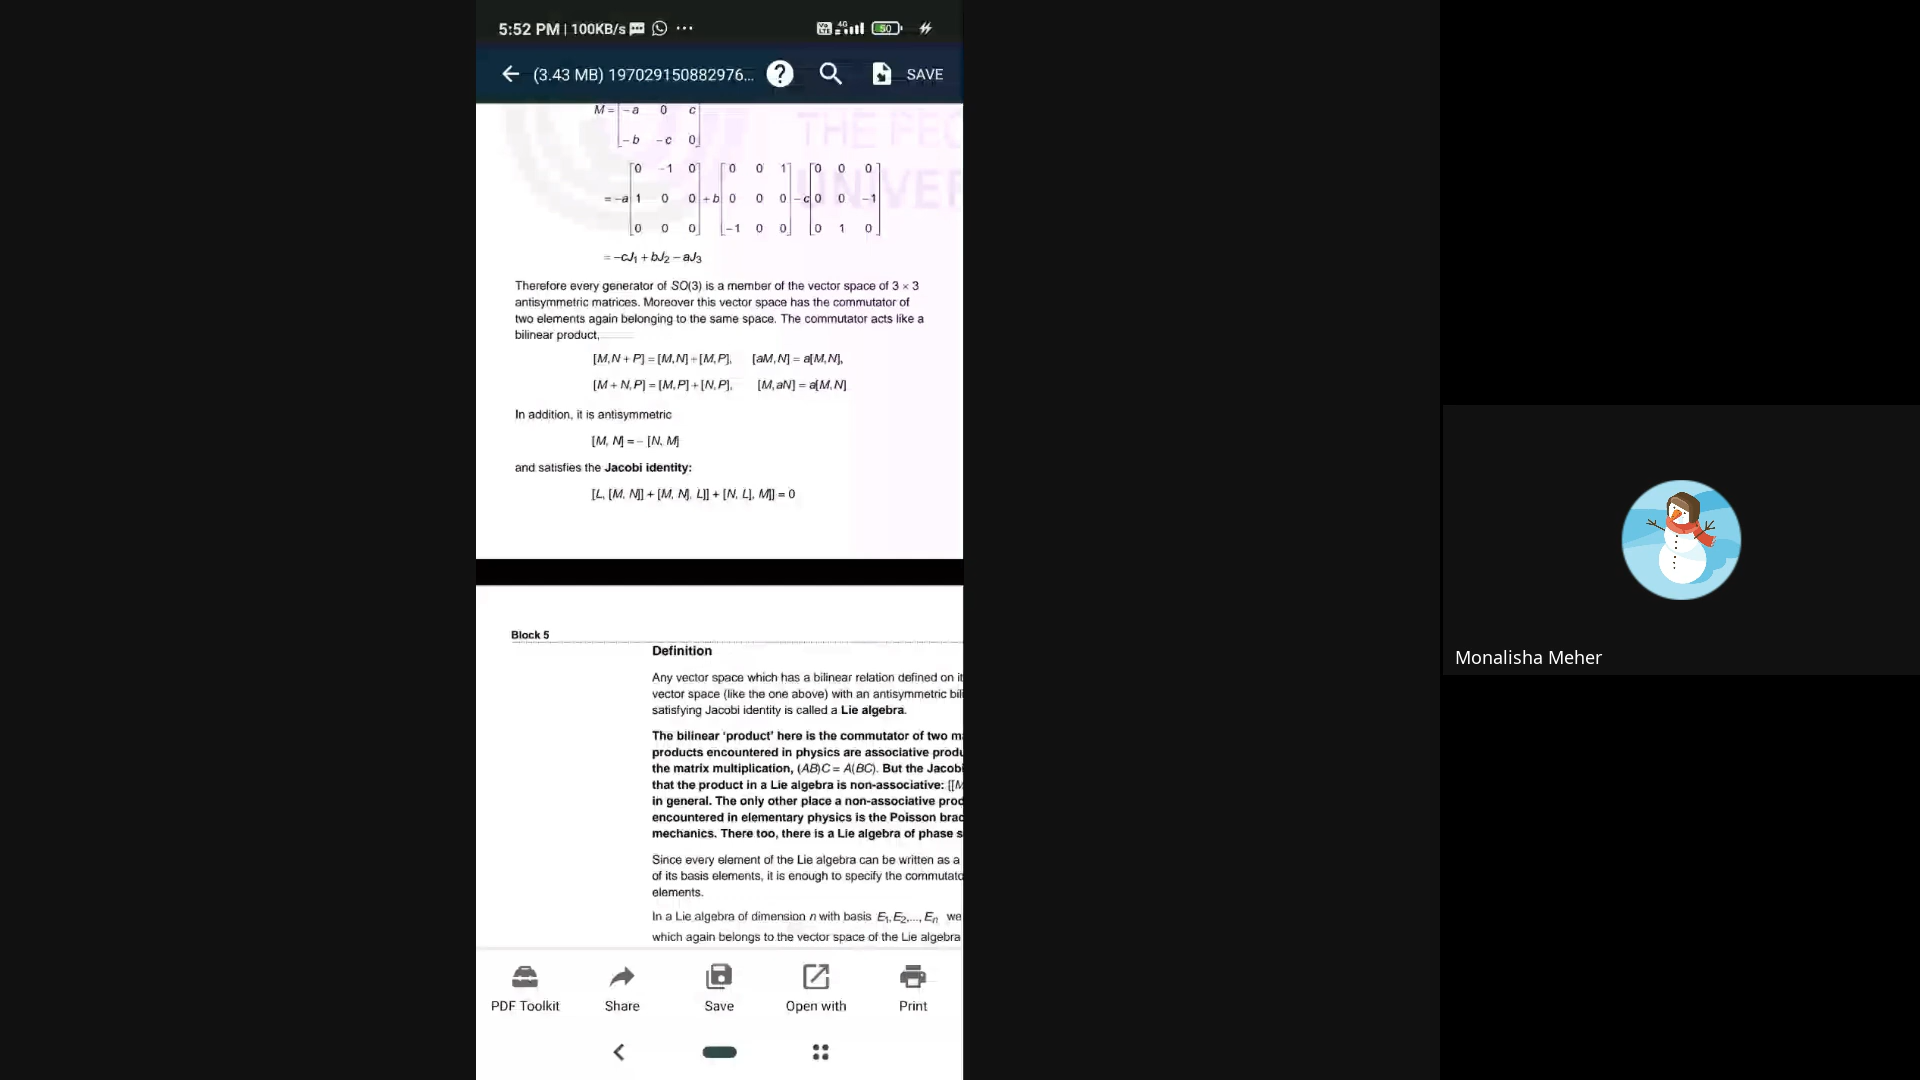 5:52 PM | 100KB/s ... 4G 50
(3.43 MB) 197029150882976... ? SAVE
THE PEO
UNIVER
M = [ -a 0 c
-b -c 0 ]
= -a [ 0 -1 0; 1 0 0; 0 0 0 ] + b [ 0 0 1; 0 0 0; -1 0 0 ] - c [ 0 0 0; 0 0 -1; 0 1 0 ]
= -cJ1 + bJ2 - aJ3
Therefore every generator of SO(3) is a member of the vector space of 3 × 3
antisymmetric matrices. Moreover this vector space has the commutator of
two elements again belonging to the same space. The commutator acts like a
bilinear product,
[M, N + P] = [M, N] + [M, P], [aM, N] = a[M, N],
[M + N, P] = [M, P] + [N, P], [M, aN] = a[M, N]
In addition, it is antisymmetric
[M, N] = - [N, M]
and satisfies the Jacobi identity:
[L, [M, N]] + [M, N], L]] + [N, L], M]] = 0
Block 5
Definition
Any vector space which has a bilinear relation defined on it
vector space (like the one above) with an antisymmetric bili
satisfying Jacobi identity is called a Lie algebra.
The bilinear 'product' here is the commutator of two ma
products encountered in physics are associative produ
the matrix multiplication, (AB)C = A(BC). But the Jacobi
that the product in a Lie algebra is non-associative: [[M
in general. The only other place a non-associative prod
encountered in elementary physics is the Poisson brac
mechanics. There too, there is a Lie algebra of phase s
Since every element of the Lie algebra can be written as a
of its basis elements, it is enough to specify the commutato
elements.
In a Lie algebra of dimension n with basis E1, E2,..., En we
which again belongs to the vector space of the Lie algebra
PDF Toolkit Share Save Open with Print
Monalisha Meher